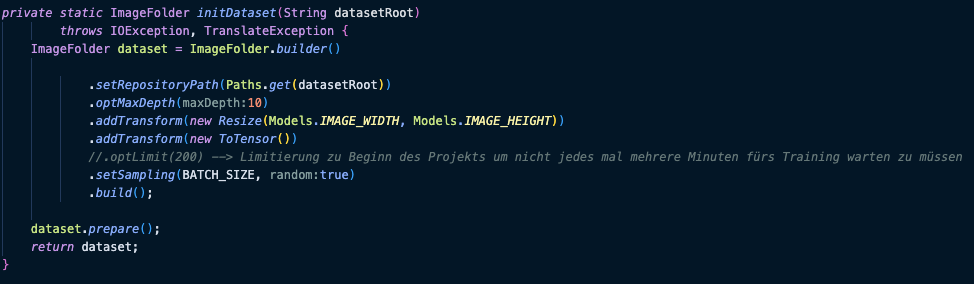 private static ImageFolder initDataset(String datasetRoot)
throws IOException, TranslateException {
ImageFolder dataset = ImageFolder.builder()
.setRepositoryPath(Paths.get(datasetRoot))
.optMaxDepth(maxDepth:10)
.addTransform(new Resize(Models.IMAGE_WIDTH, Models.IMAGE_HEIGHT))
.addTransform(new ToTensor())
//.optLimit(200) --> Limitierung zu Beginn des Projekts um nicht jedes mal mehrere Minuten fürs Training warten zu müssen
.setSampling(BATCH_SIZE, random:true)
.build();
dataset.prepare();
return dataset;
}